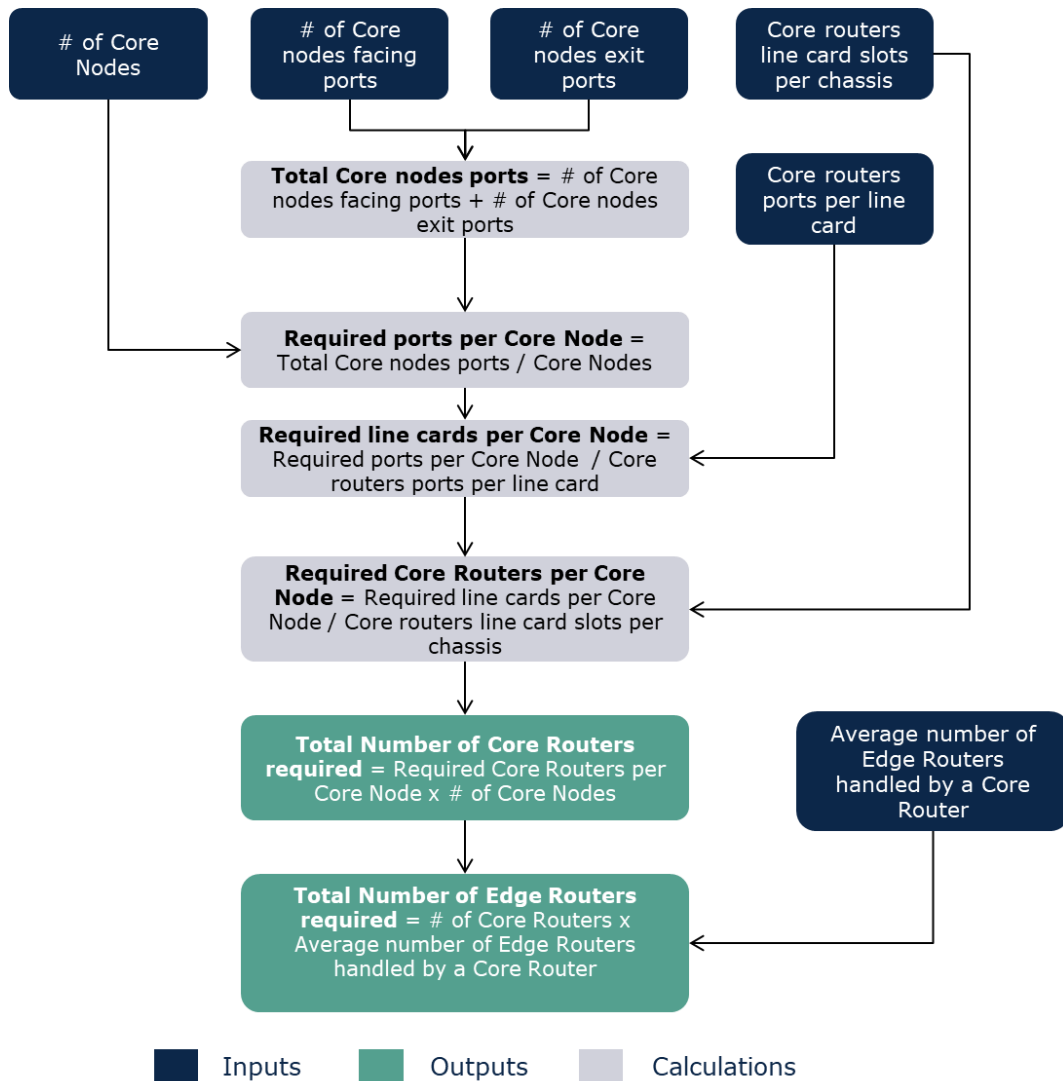 # of Core
Nodes
# of Core
nodes facing
ports
# of Core
nodes exit
ports
Core routers
line card slots
per chassis
Total Core nodes ports = # of Core
nodes facing ports + # of Core nodes
exit ports
Core routers
ports per line
card
Required ports per Core Node =
Total Core nodes ports / Core Nodes
Required line cards per Core Node =
Required ports per Core Node / Core
routers ports per line card
Required Core Routers per Core
Node = Required line cards per Core
Node / Core routers line card slots per
chassis
Total Number of Core Routers
required = Required Core Routers per
Core Node x # of Core Nodes
Average number of
Edge Routers
handled by a Core
Router
Total Number of Edge Routers
required = # of Core Routers x
Average number of Edge Routers
handled by a Core Router
Inputs
Outputs
Calculations